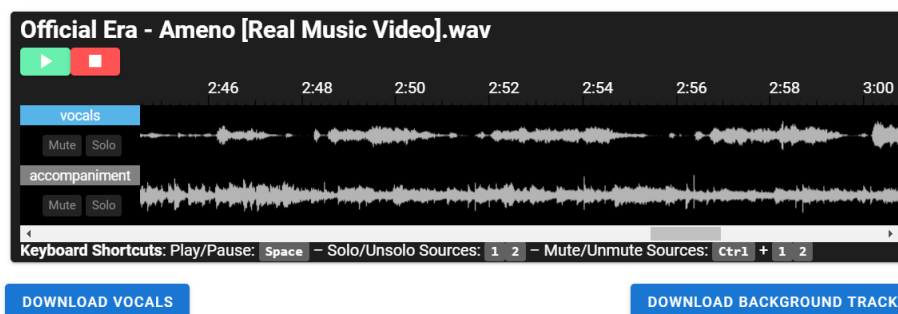 Official Era - Ameno [Real Music Video].wav
2:46 2:48 2:50 2:52 2:54 2:56 2:58 3:00
vocals
Mute Solo
accompaniment
Mute Solo
Keyboard Shortcuts: Play/Pause: Space – Solo/Unsolo Sources: 1 2 – Mute/Unmute Sources: Ctrl + 1 2
DOWNLOAD VOCALS DOWNLOAD BACKGROUND TRACK